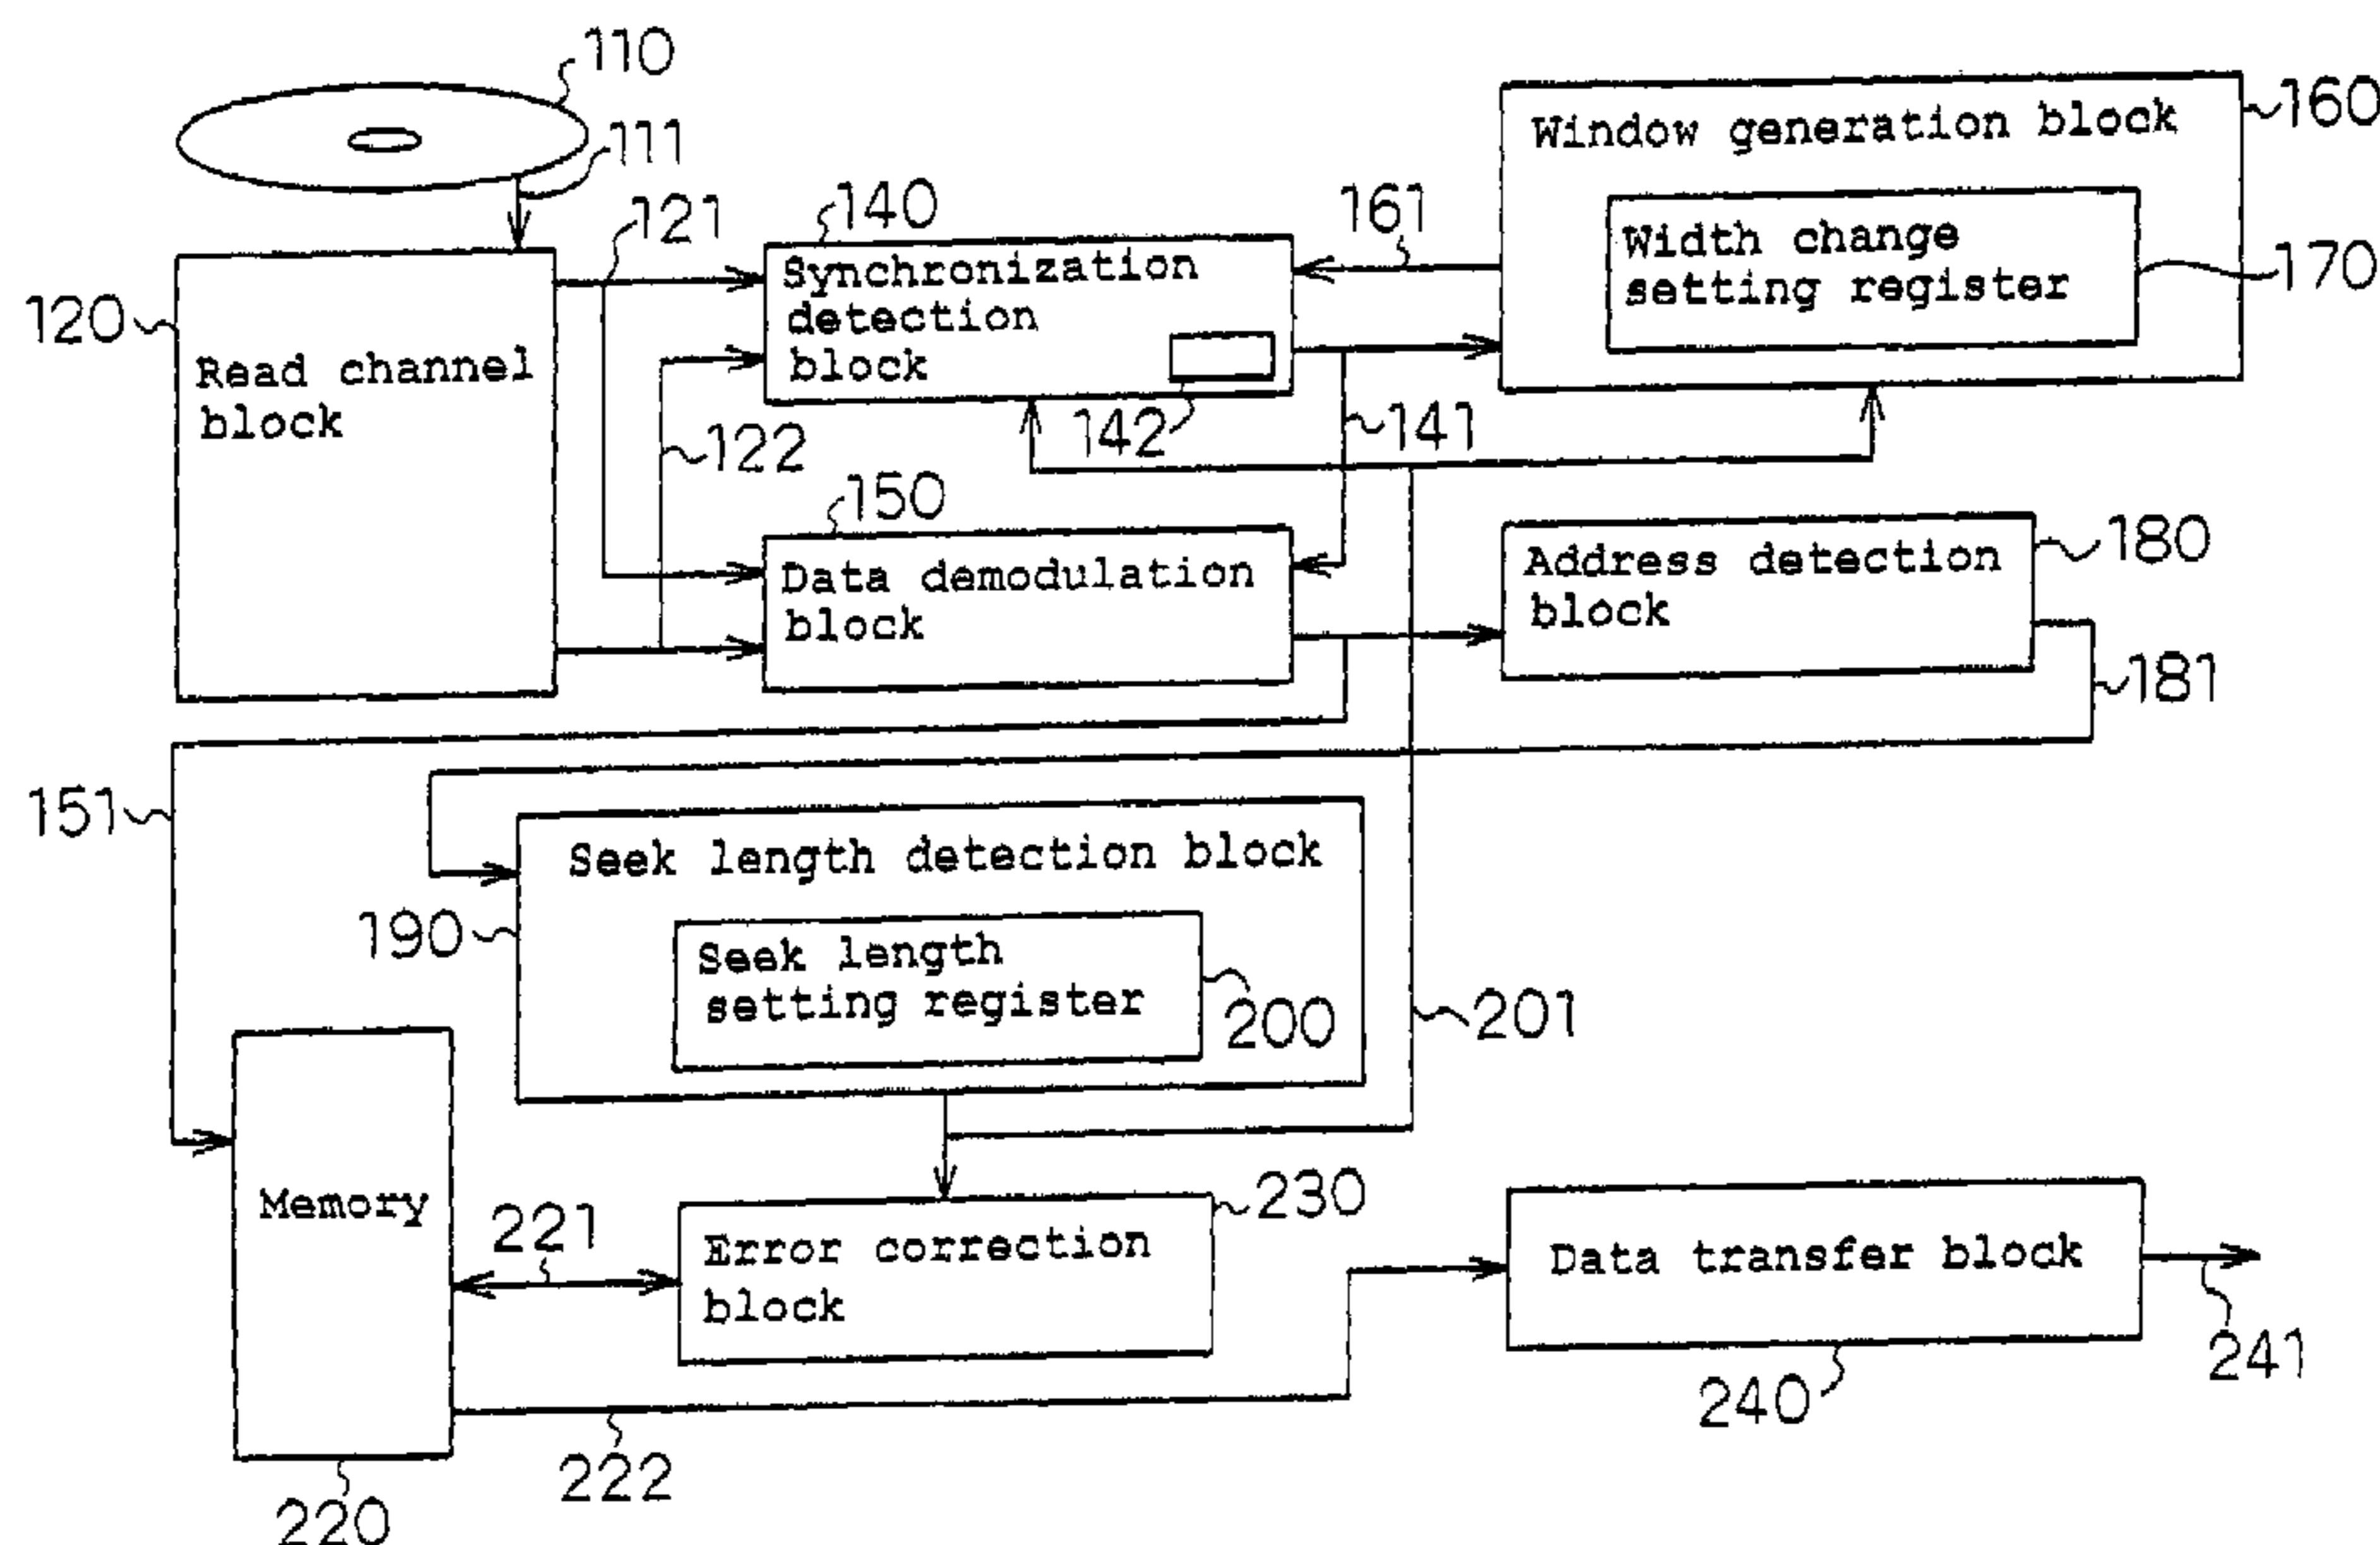 110
111
121
140
161
160
Window generation block
Width change
setting register
170
120
Read channel
block
Synchronization
detection
block
142
141
122
150
Data demodulation
block
180
Address detection
block
181
151
Seek length detection block
190
Seek length
setting register
200
201
Memory
221
230
Error correction
block
Data transfer block
241
240
222
220